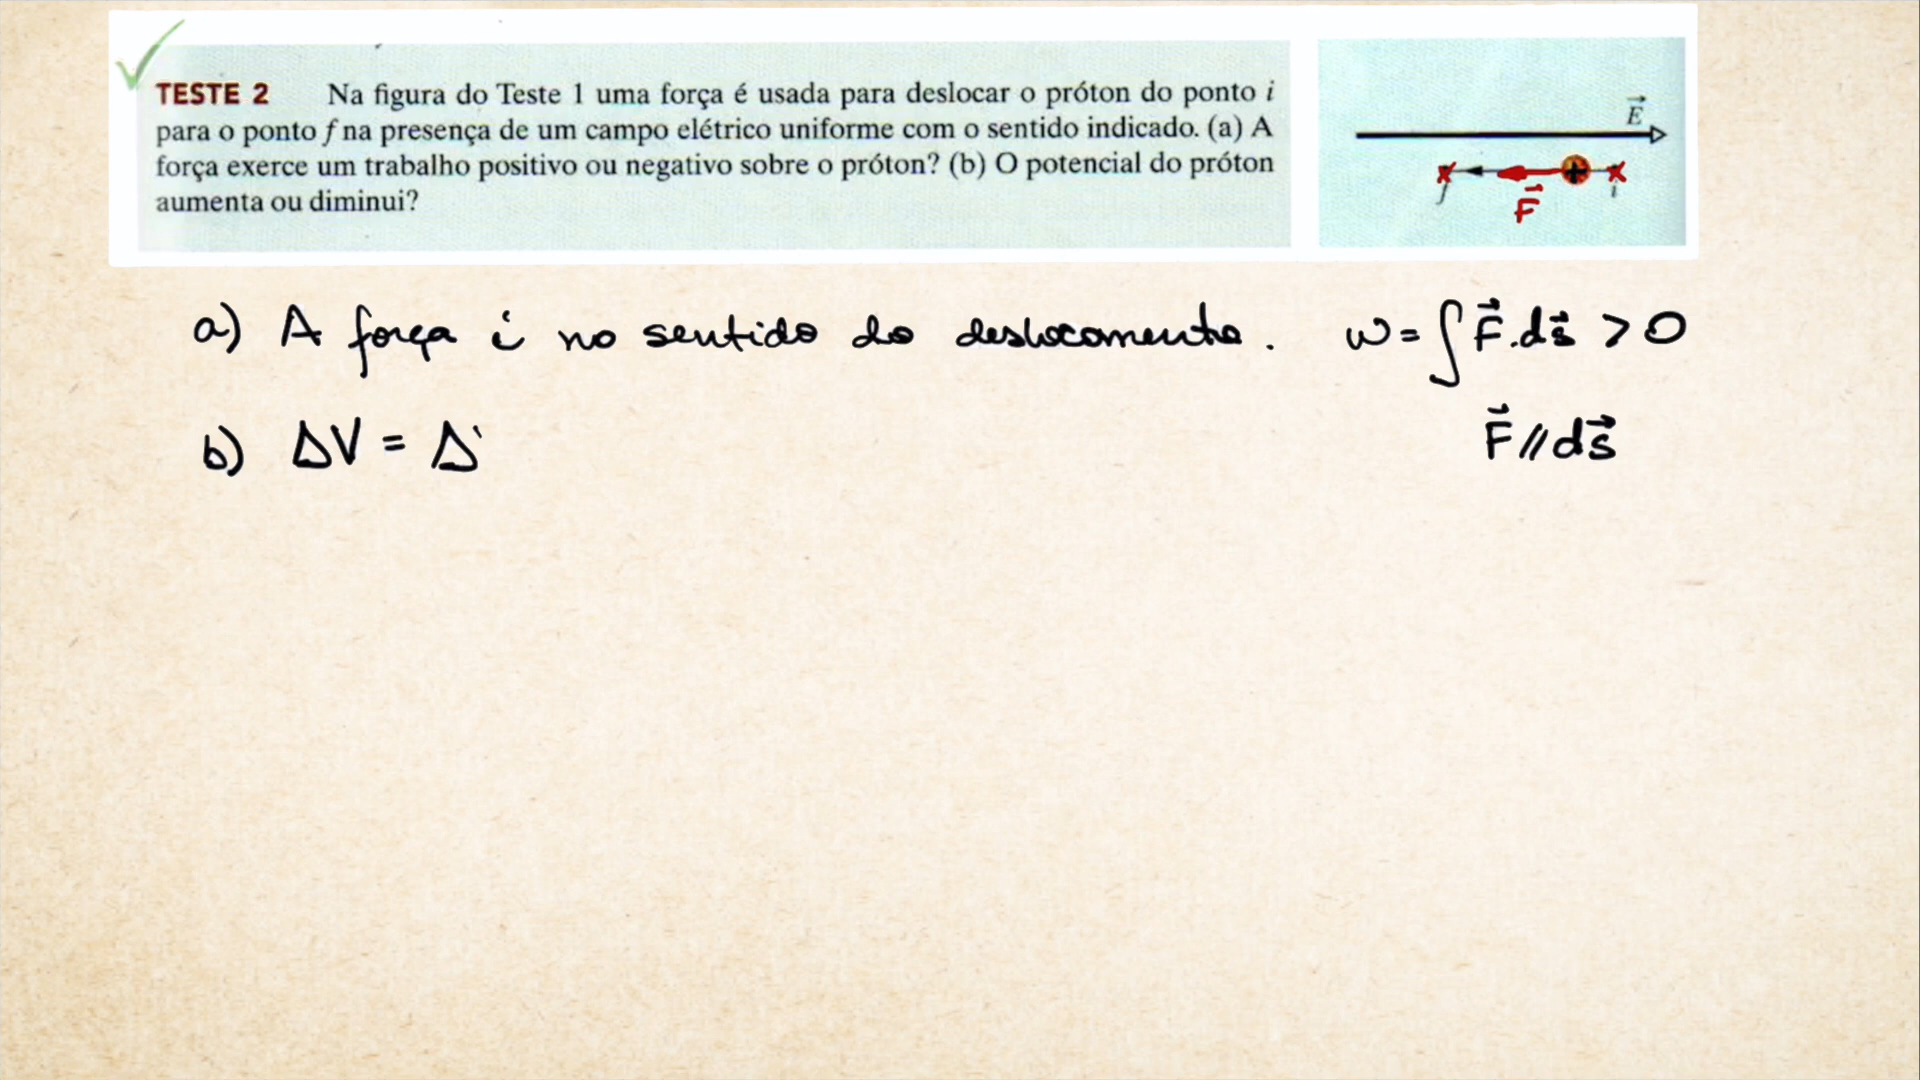 TESTE 2 Na figura do Teste 1 uma força é usada para deslocar o próton do ponto i
para o ponto f na presença de um campo elétrico uniforme com o sentido indicado. (a) A
força exerce um trabalho positivo ou negativo sobre o próton? (b) O potencial do próton
aumenta ou diminui?
E⃗
f
i
F⃗
a) A força é no sentido do deslocamento. W = ∫ F⃗ . ds⃗ > 0
F⃗ // ds⃗
b) ΔV = Δ